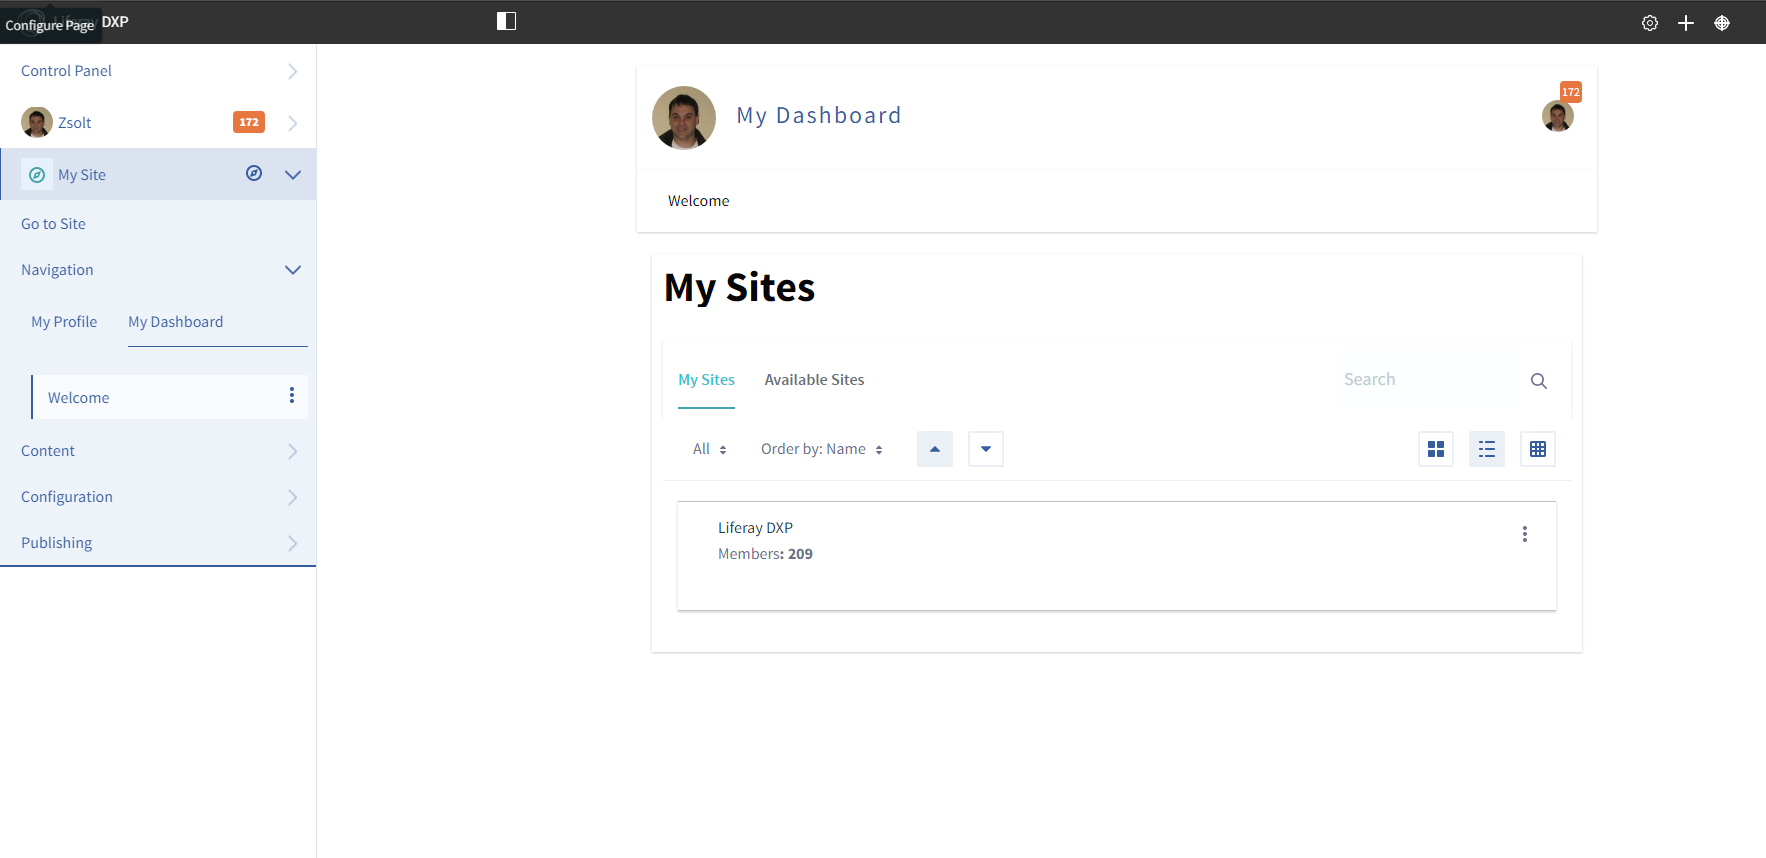 Configure Page
DXP
Control Panel
Zsolt
172
My Site
Go to Site
Navigation
My Profile
My Dashboard
Welcome
Content
Configuration
Publishing
My Dashboard
172
Welcome
My Sites
My Sites
Available Sites
Search
All
Order by: Name
Liferay DXP
Members: 209